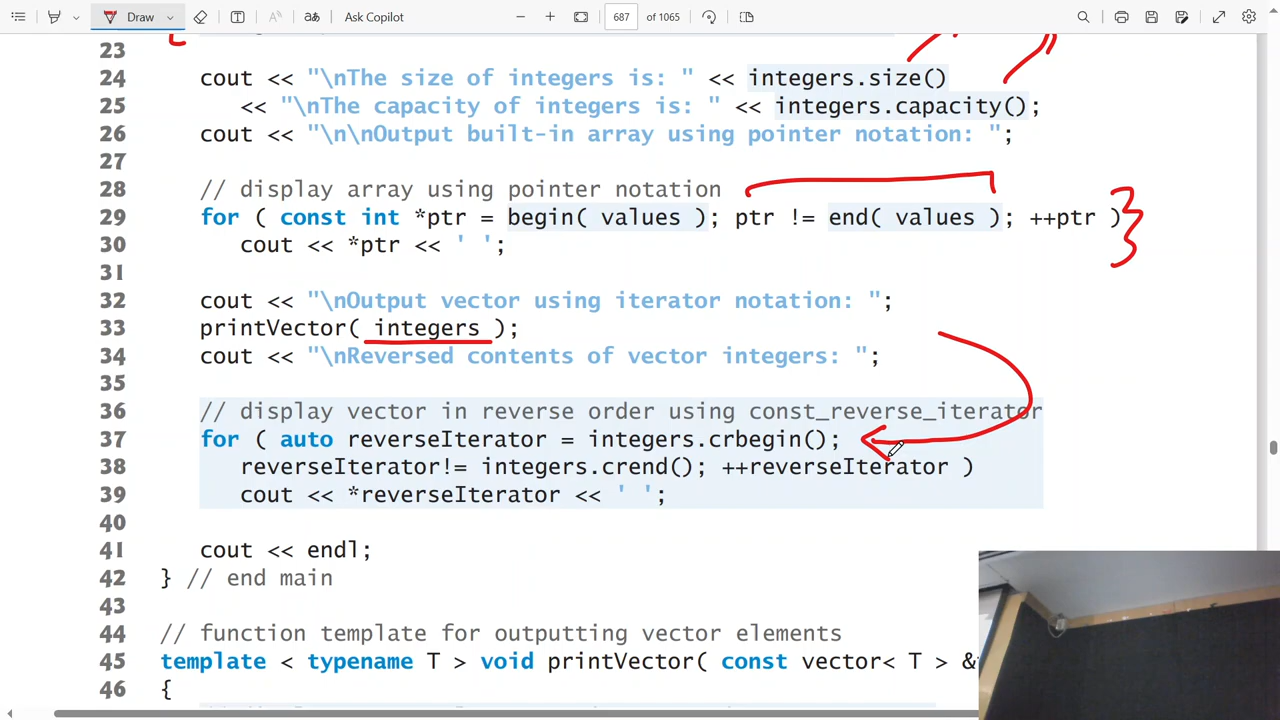 Draw
Ask Copilot
687 of 1065
23
24 cout << "\nThe size of integers is: " << integers.size()
25 << "\nThe capacity of integers is: " << integers.capacity();
26 cout << "\n\nOutput built-in array using pointer notation: ";
27
28 // display array using pointer notation
29 for ( const int *ptr = begin( values ); ptr != end( values ); ++ptr )
30 cout << *ptr << ' ';
31
32 cout << "\nOutput vector using iterator notation: ";
33 printVector( integers );
34 cout << "\nReversed contents of vector integers: ";
35
36 // display vector in reverse order using const_reverse_iterator
37 for ( auto reverseIterator = integers.crbegin();
38 reverseIterator!= integers.crend(); ++reverseIterator )
39 cout << *reverseIterator << ' ';
40
41 cout << endl;
42 } // end main
43
44 // function template for outputting vector elements
45 template < typename T > void printVector( const vector< T > &
46 {